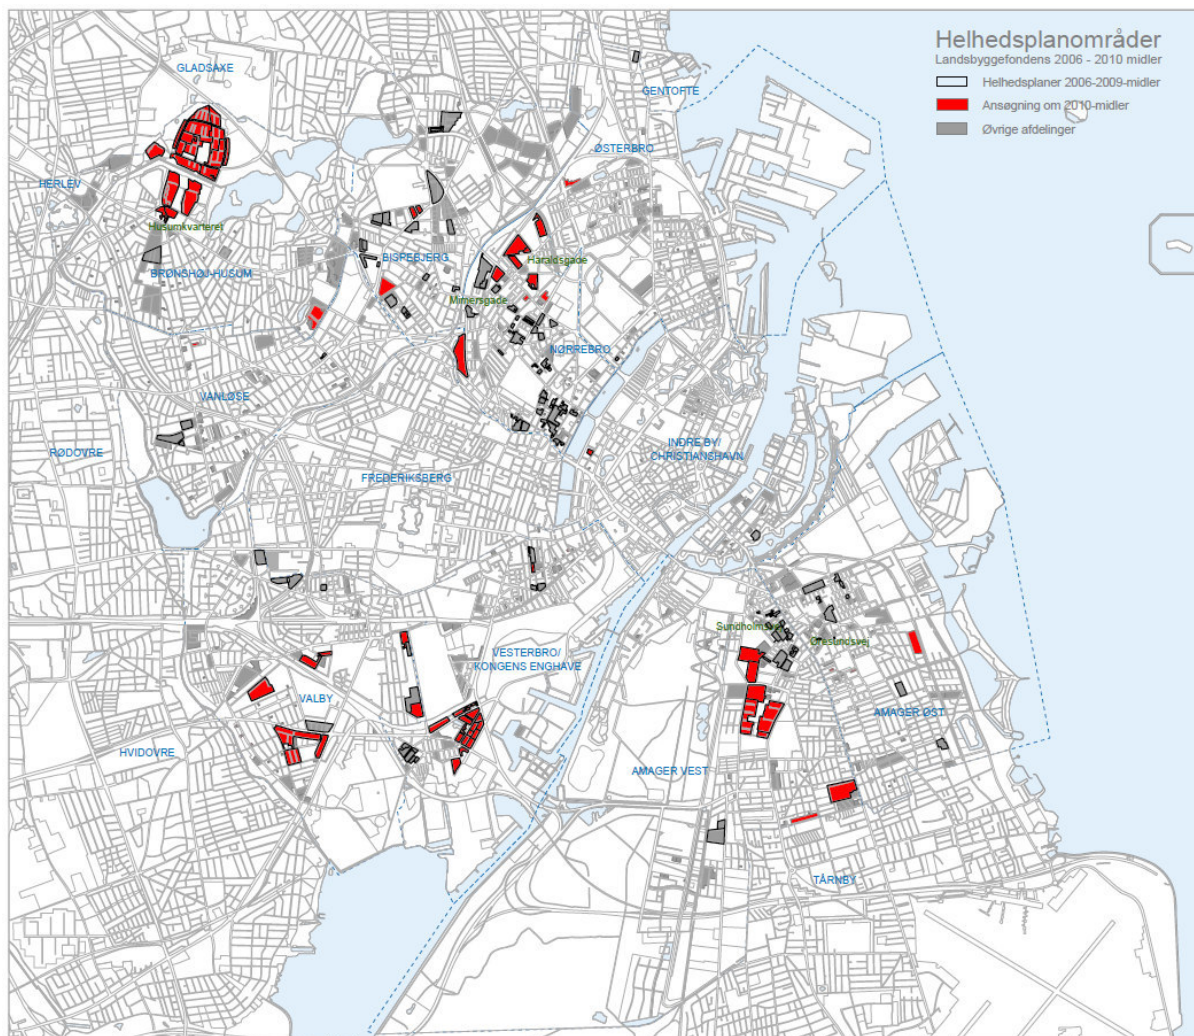 Helhedsplanområder
Landsbyggefondens 2006 - 2010 midler
Helhedsplaner 2006-2009-midler
Ansøgning om 2010-midler
Øvrige afdelinger
GLADSAXE
GENTOFTE
ØSTERBRO
HERLEV
Husumkvarteret
BRØNSHØJ-HUSUM
BISPEBJERG
Haraldsgade
Mimersgade
NØRREBRO
VANLØSE
RØDOVRE
INDRE BY/
CHRISTIANSHAVN
FREDERIKSBERG
Sundholmsvej
Øresundsvej
VESTERBRO/
KONGENS ENGHAVE
VALBY
AMAGER ØST
HVIDOVRE
AMAGER VEST
TÅRNBY